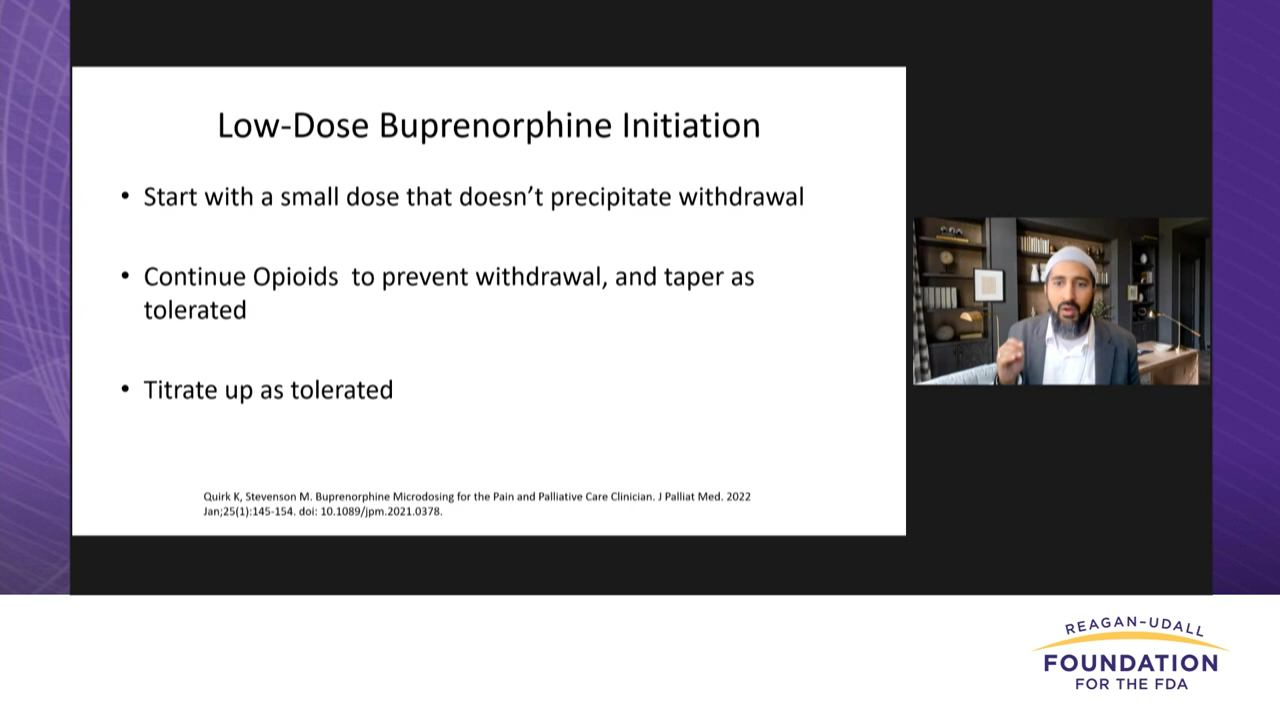 Low-Dose Buprenorphine Initiation
• Start with a small dose that doesn’t precipitate withdrawal
• Continue Opioids  to prevent withdrawal, and taper as
tolerated
• Titrate up as tolerated
Quirk K, Stevenson M. Buprenorphine Microdosing for the Pain and Palliative Care Clinician. J Palliat Med. 2022
Jan;25(1):145-154. doi: 10.1089/jpm.2021.0378.
REAGAN-UDALL
FOUNDATION
FOR THE FDA